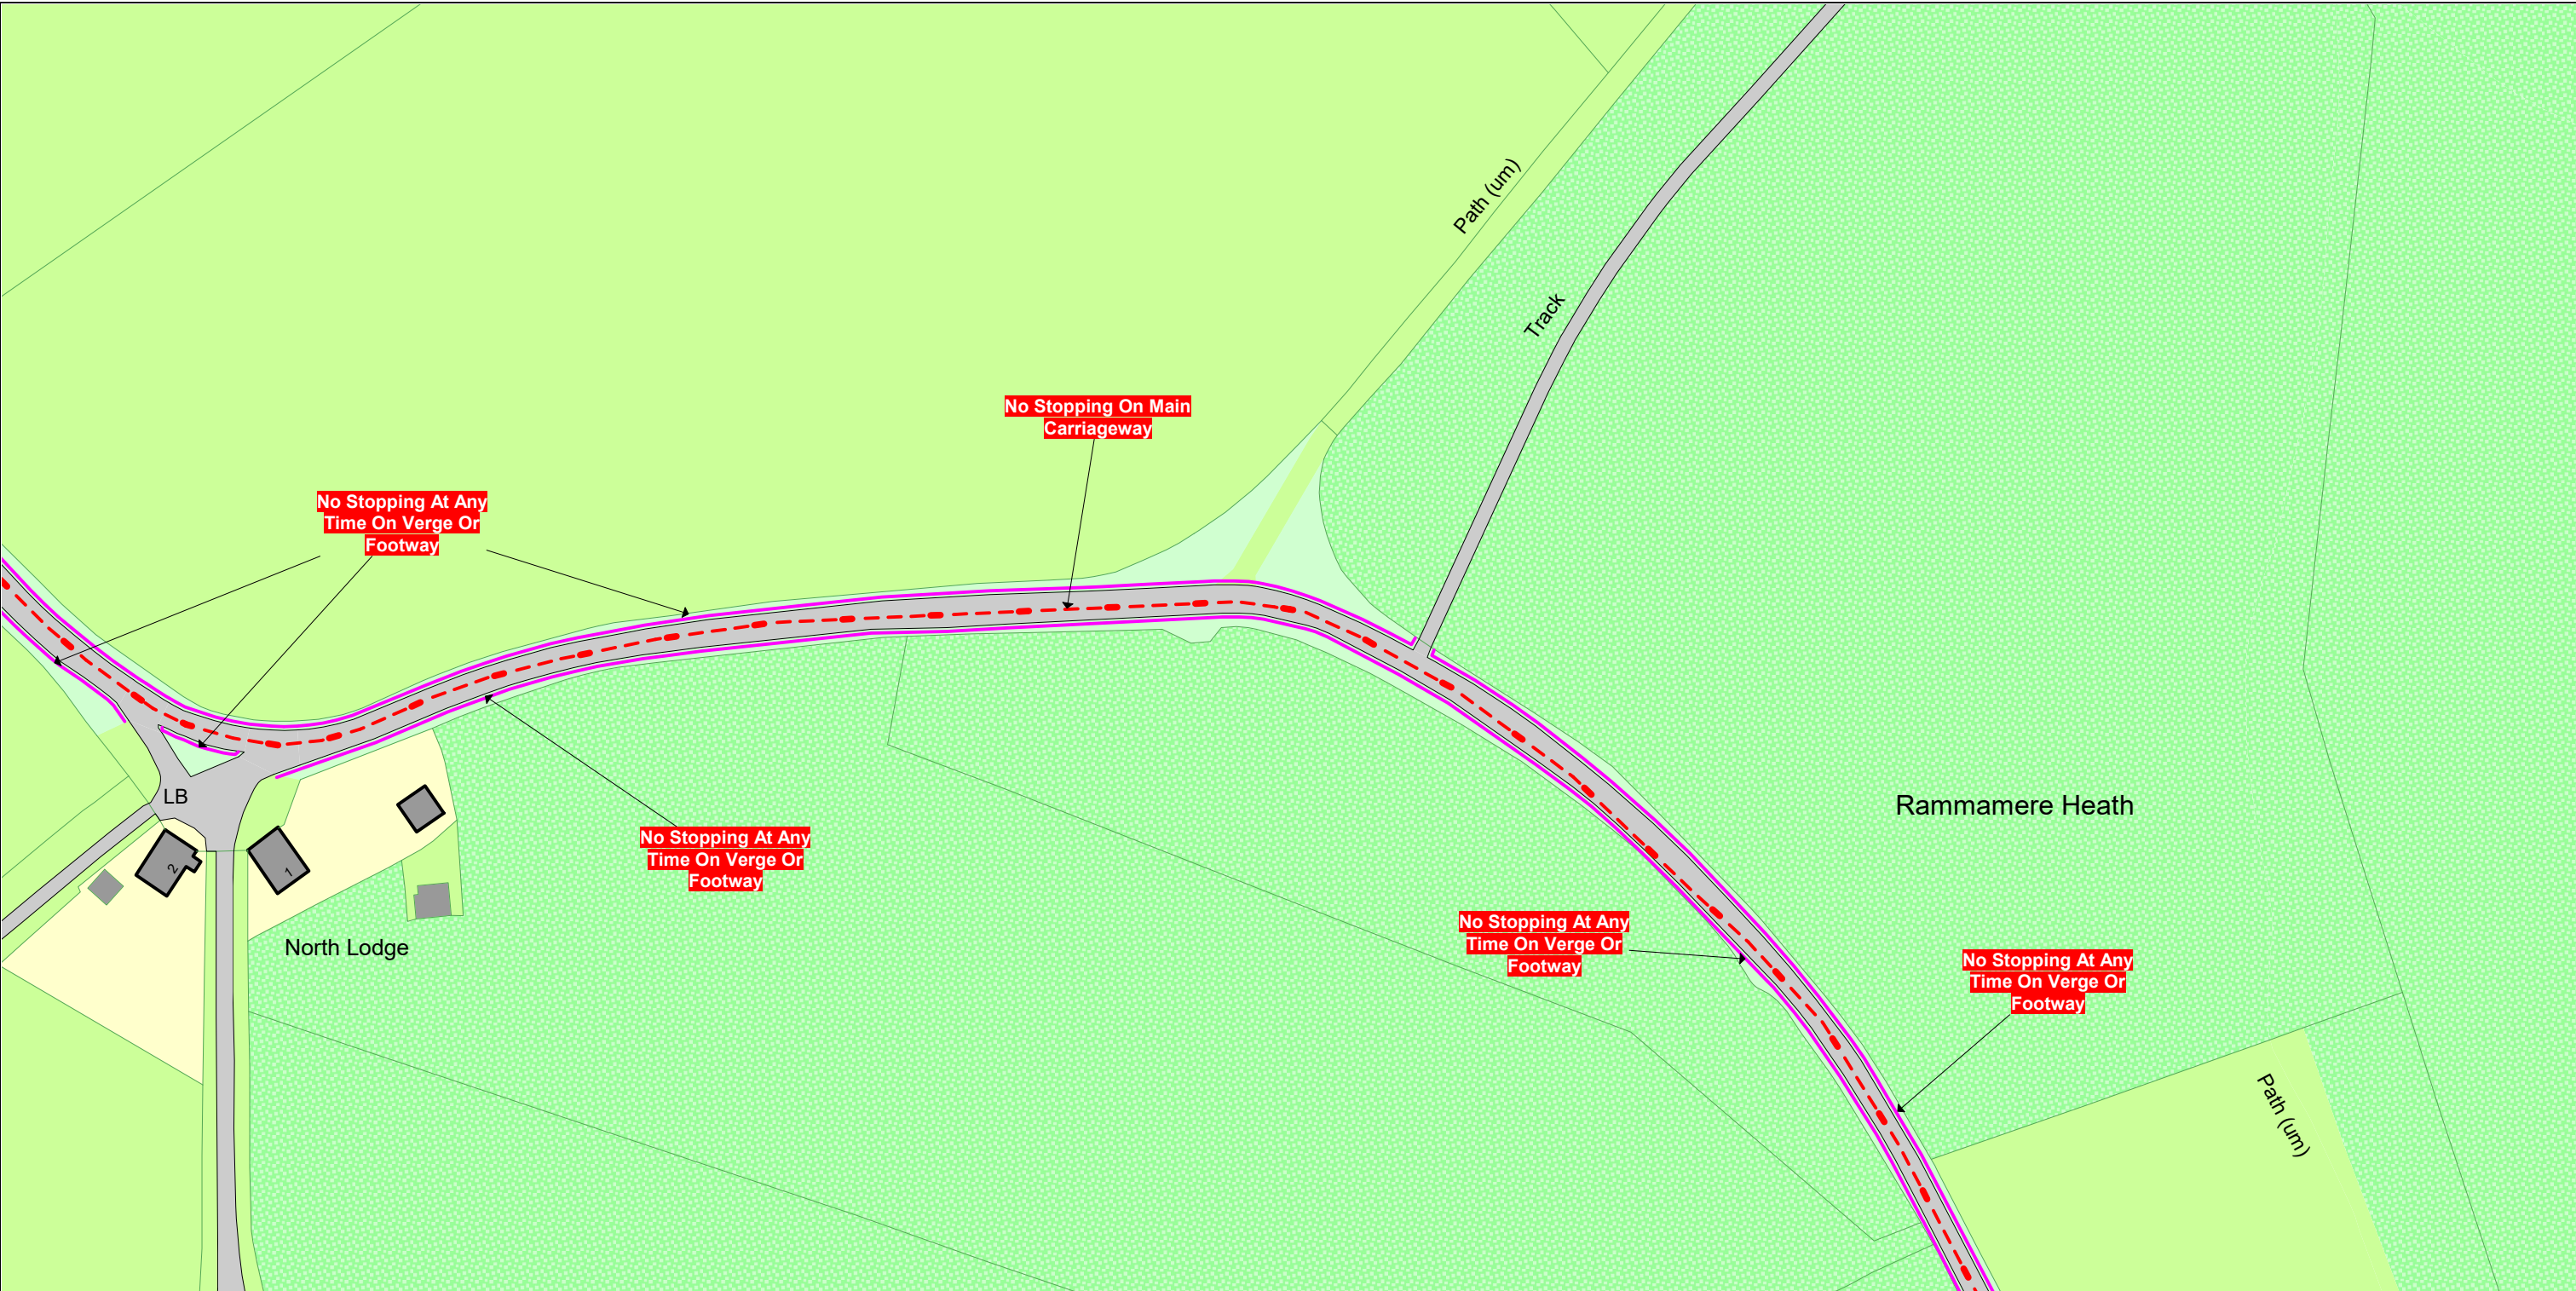 Path (um)
Track
No Stopping On Main
Carriageway
No Stopping At Any
Time On Verge Or
Footway
LB
2
1
North Lodge
No Stopping At Any
Time On Verge Or
Footway
Rammamere Heath
No Stopping At Any
Time On Verge Or
Footway
No Stopping At Any
Time On Verge Or
Footway
Path (um)